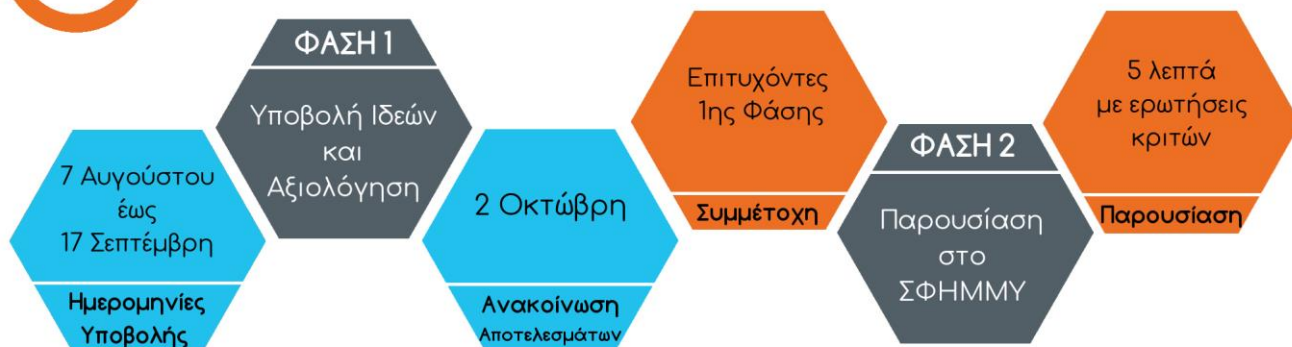 7 Αυγούστου
έως
17 Σεπτέμβρη
Ημερομηνίες
Υποβολής
ΦΑΣΗ 1
Υποβολή Ιδεών
και
Αξιολόγηση
2 Οκτώβρη
Ανακοίνωση
Αποτελεσμάτων
Επιτυχόντες
1ης Φάσης
Συμμέτοχη
ΦΑΣΗ 2
Παρουσίαση
στο
ΣΦΗΜΜΥ
5 λεπτά
με ερωτήσεις
κριτών
Παρουσίαση